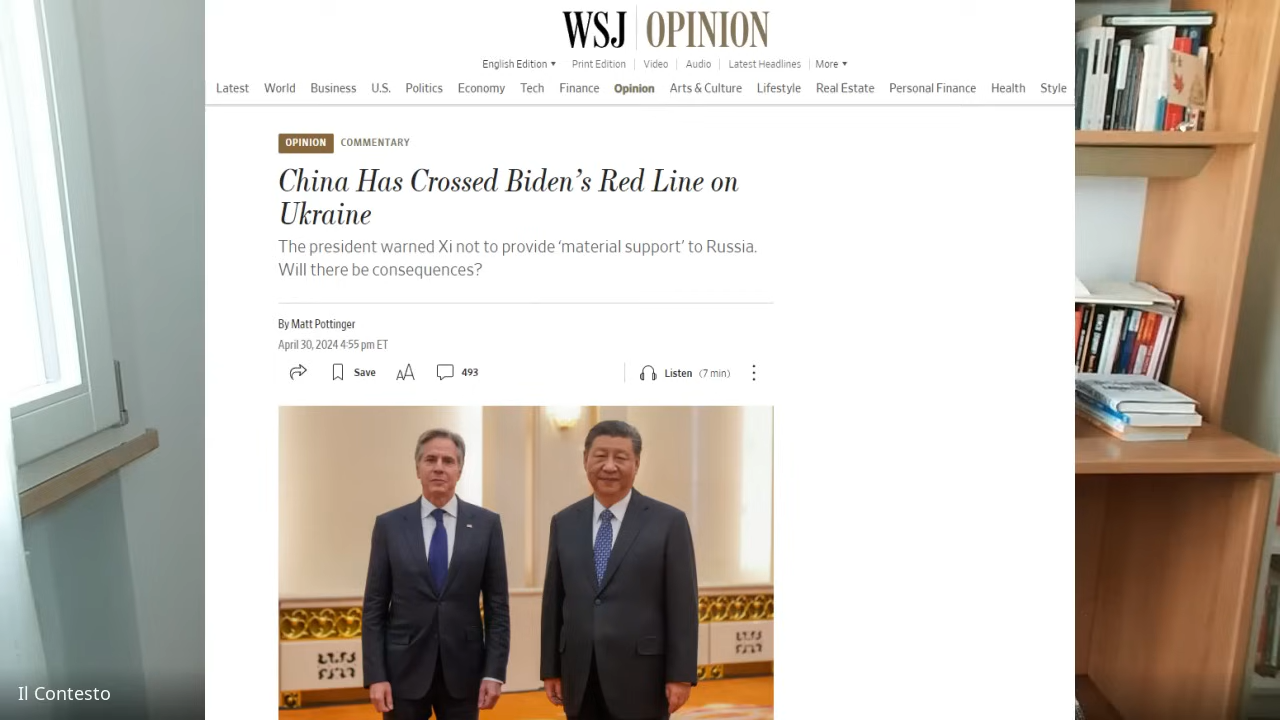 WSJ OPINION
English Edition Print Edition Video Audio Latest Headlines More
Latest World Business U.S. Politics Economy Tech Finance Opinion Arts & Culture Lifestyle Real Estate Personal Finance Health Style
OPINION COMMENTARY
China Has Crossed Biden’s Red Line on
Ukraine
The president warned Xi not to provide ‘material support’ to Russia.
Will there be consequences?
By Matt Pottinger
April 30, 2024 4:55 pm ET
Save AA 493 Listen (7 min)
Il Contesto